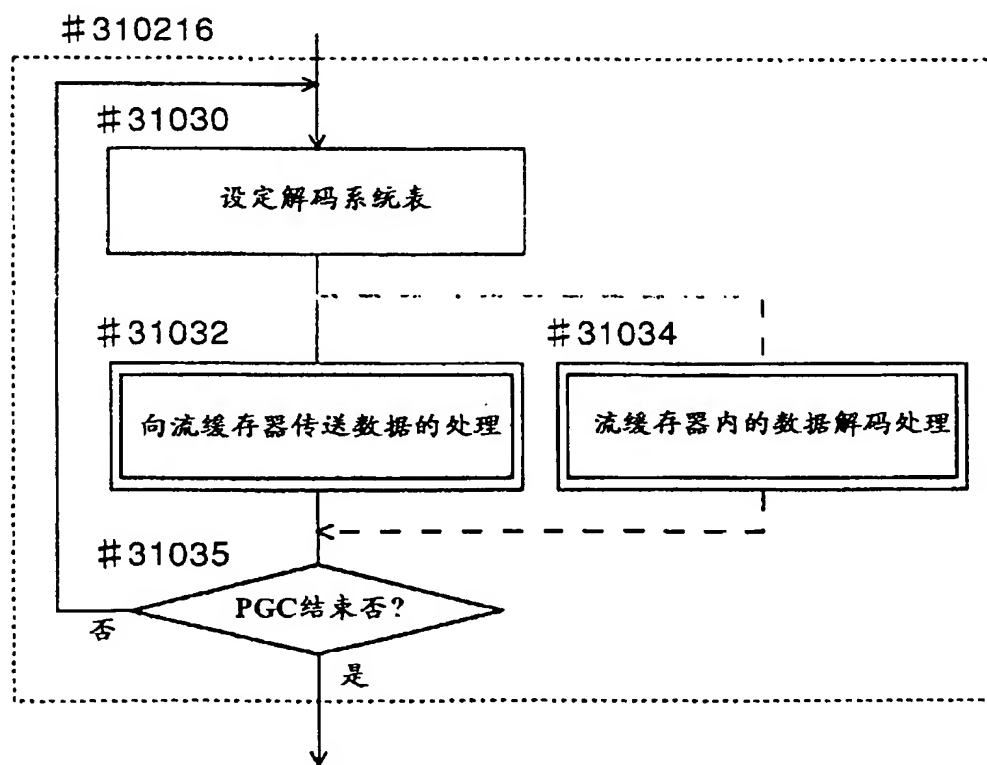 #310216
#31030
设定解码系统表
#31032
#31034
向流缓存器传送数据的处理
流缓存器内的数据解码处理
#31035
PGC结束否?
否
是